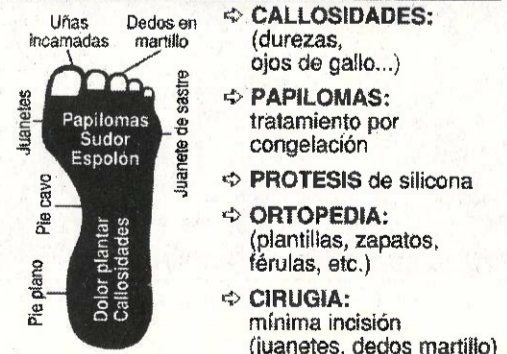 Uñas
incarnadas
Dedos en
martillo
Juanetes
Papilomas
Sudor
Espolón
Juanete de sastre
Pie cavo
Dolor plantar
Callosidades
Pie plano
CALLOSIDADES:
(durezas,
ojos de gallo...)
PAPILOMAS:
tratamiento por
congelación
PROTESIS de silicona
ORTOPEDIA:
(plantillas, zapatos,
férulas, etc.)
CIRUGIA:
mínima incisión
(juanetes, dedos martillo)